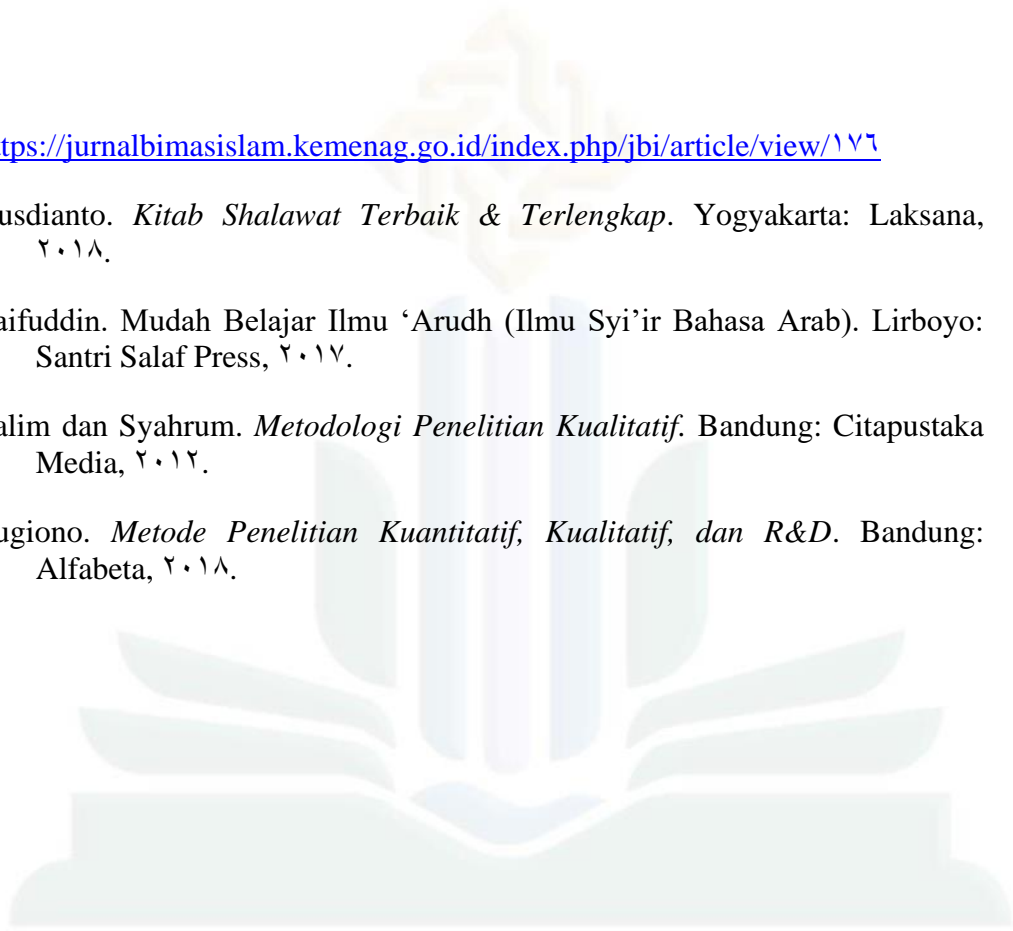 ttps://jurnalbimasislam.kemenag.go.id/index.php/jbi/article/view/١٧٦
usdianto. Kitab Shalawat Terbaik & Terlengkap. Yogyakarta: Laksana,
٢٠١٨.
aifuddin. Mudah Belajar Ilmu ‘Arudh (Ilmu Syi’ir Bahasa Arab). Lirboyo:
Santri Salaf Press, ٢٠١٧.
alim dan Syahrum. Metodologi Penelitian Kualitatif. Bandung: Citapustaka
Media, ٢٠١٢.
ugiono. Metode Penelitian Kuantitatif, Kualitatif, dan R&D. Bandung:
Alfabeta, ٢٠١٨.